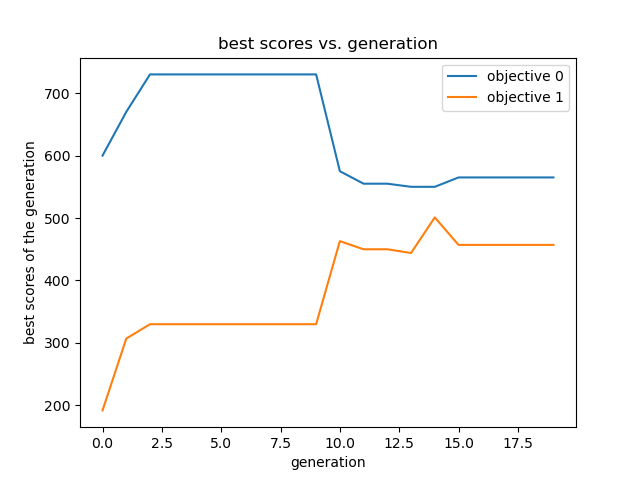 best scores vs. generation
objective 0
objective 1
best scores of the generation
700
600
500
400
300
200
0.0 2.5 5.0 7.5 10.0 12.5 15.0 17.5
generation